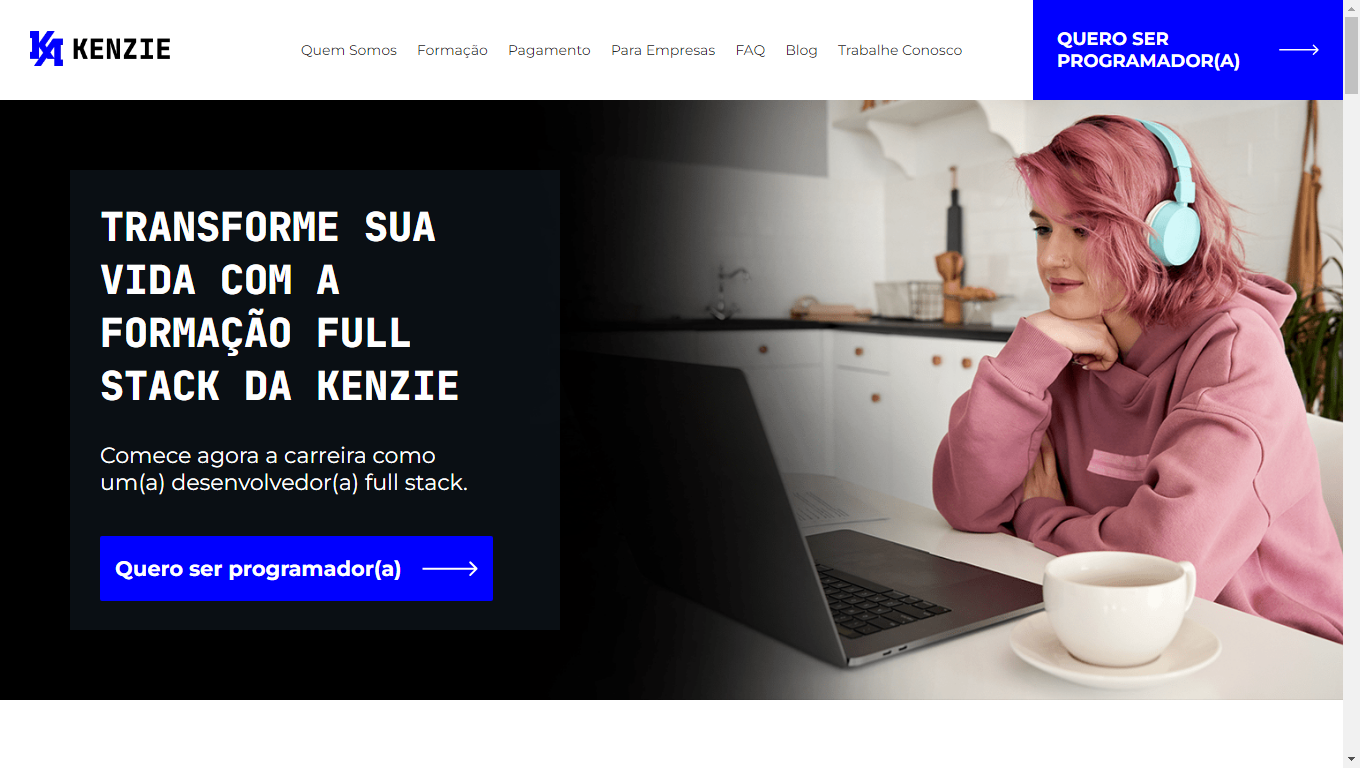 KENZIE
Quem Somos Formação Pagamento Para Empresas FAQ Blog Trabalhe Conosco
QUERO SER
PROGRAMADOR(A)
TRANSFORME SUA
VIDA COM A
FORMAÇÃO FULL
STACK DA KENZIE
Comece agora a carreira como
um(a) desenvolvedor(a) full stack.
Quero ser programador(a)